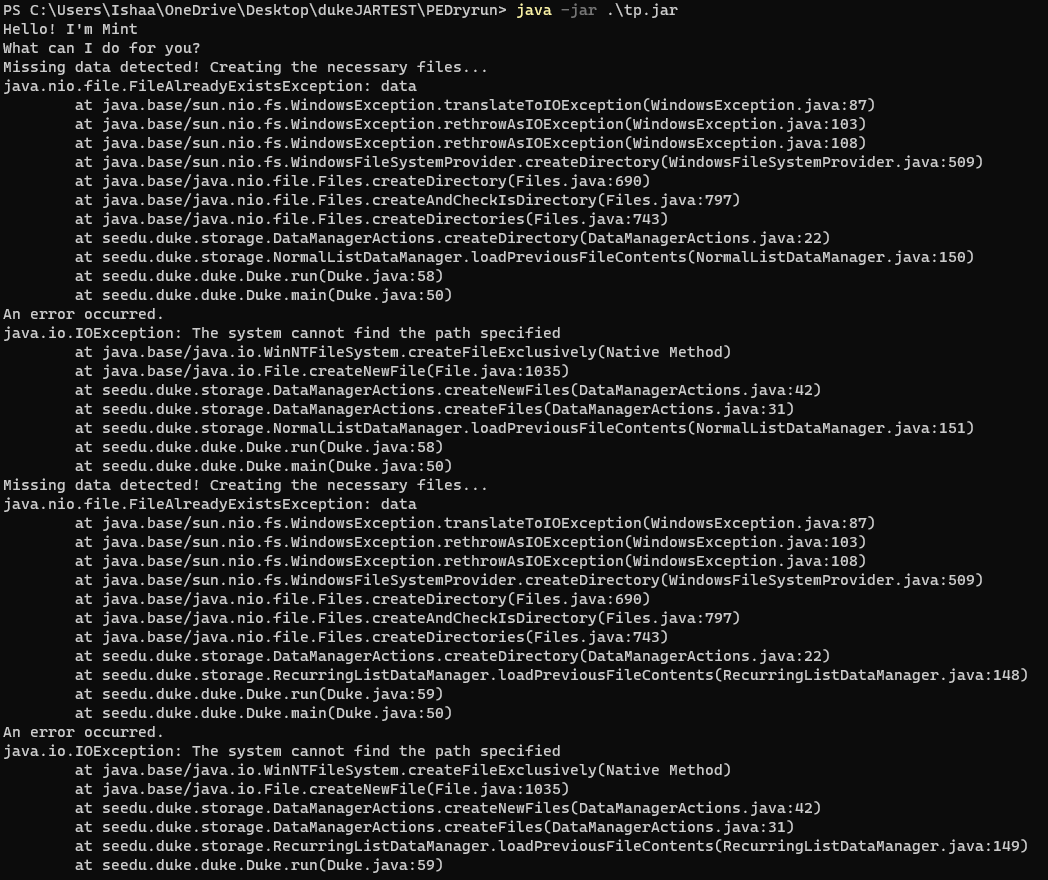 PS C:\Users\Ishaa\OneDrive\Desktop\dukeJARTEST\PEDryrun> java -jar .\tp.jar
Hello! I'm Mint
What can I do for you?
Missing data detected! Creating the necessary files...
java.nio.file.FileAlreadyExistsException: data
        at java.base/sun.nio.fs.WindowsException.translateToIOException(WindowsException.java:87)
        at java.base/sun.nio.fs.WindowsException.rethrowAsIOException(WindowsException.java:103)
        at java.base/sun.nio.fs.WindowsException.rethrowAsIOException(WindowsException.java:108)
        at java.base/sun.nio.fs.WindowsFileSystemProvider.createDirectory(WindowsFileSystemProvider.java:509)
        at java.base/java.nio.file.Files.createDirectory(Files.java:690)
        at java.base/java.nio.file.Files.createAndCheckIsDirectory(Files.java:797)
        at java.base/java.nio.file.Files.createDirectories(Files.java:743)
        at seedu.duke.storage.DataManagerActions.createDirectory(DataManagerActions.java:22)
        at seedu.duke.storage.NormalListDataManager.loadPreviousFileContents(NormalListDataManager.java:150)
        at seedu.duke.duke.Duke.run(Duke.java:58)
        at seedu.duke.duke.Duke.main(Duke.java:50)
An error occurred.
java.io.IOException: The system cannot find the path specified
        at java.base/java.io.WinNTFileSystem.createFileExclusively(Native Method)
        at java.base/java.io.File.createNewFile(File.java:1035)
        at seedu.duke.storage.DataManagerActions.createNewFiles(DataManagerActions.java:42)
        at seedu.duke.storage.DataManagerActions.createFiles(DataManagerActions.java:31)
        at seedu.duke.storage.NormalListDataManager.loadPreviousFileContents(NormalListDataManager.java:151)
        at seedu.duke.duke.Duke.run(Duke.java:58)
        at seedu.duke.duke.Duke.main(Duke.java:50)
Missing data detected! Creating the necessary files...
java.nio.file.FileAlreadyExistsException: data
        at java.base/sun.nio.fs.WindowsException.translateToIOException(WindowsException.java:87)
        at java.base/sun.nio.fs.WindowsException.rethrowAsIOException(WindowsException.java:103)
        at java.base/sun.nio.fs.WindowsException.rethrowAsIOException(WindowsException.java:108)
        at java.base/sun.nio.fs.WindowsFileSystemProvider.createDirectory(WindowsFileSystemProvider.java:509)
        at java.base/java.nio.file.Files.createDirectory(Files.java:690)
        at java.base/java.nio.file.Files.createAndCheckIsDirectory(Files.java:797)
        at java.base/java.nio.file.Files.createDirectories(Files.java:743)
        at seedu.duke.storage.DataManagerActions.createDirectory(DataManagerActions.java:22)
        at seedu.duke.storage.RecurringListDataManager.loadPreviousFileContents(RecurringListDataManager.java:148)
        at seedu.duke.duke.Duke.run(Duke.java:59)
        at seedu.duke.duke.Duke.main(Duke.java:50)
An error occurred.
java.io.IOException: The system cannot find the path specified
        at java.base/java.io.WinNTFileSystem.createFileExclusively(Native Method)
        at java.base/java.io.File.createNewFile(File.java:1035)
        at seedu.duke.storage.DataManagerActions.createNewFiles(DataManagerActions.java:42)
        at seedu.duke.storage.DataManagerActions.createFiles(DataManagerActions.java:31)
        at seedu.duke.storage.RecurringListDataManager.loadPreviousFileContents(RecurringListDataManager.java:149)
        at seedu.duke.duke.Duke.run(Duke.java:59)